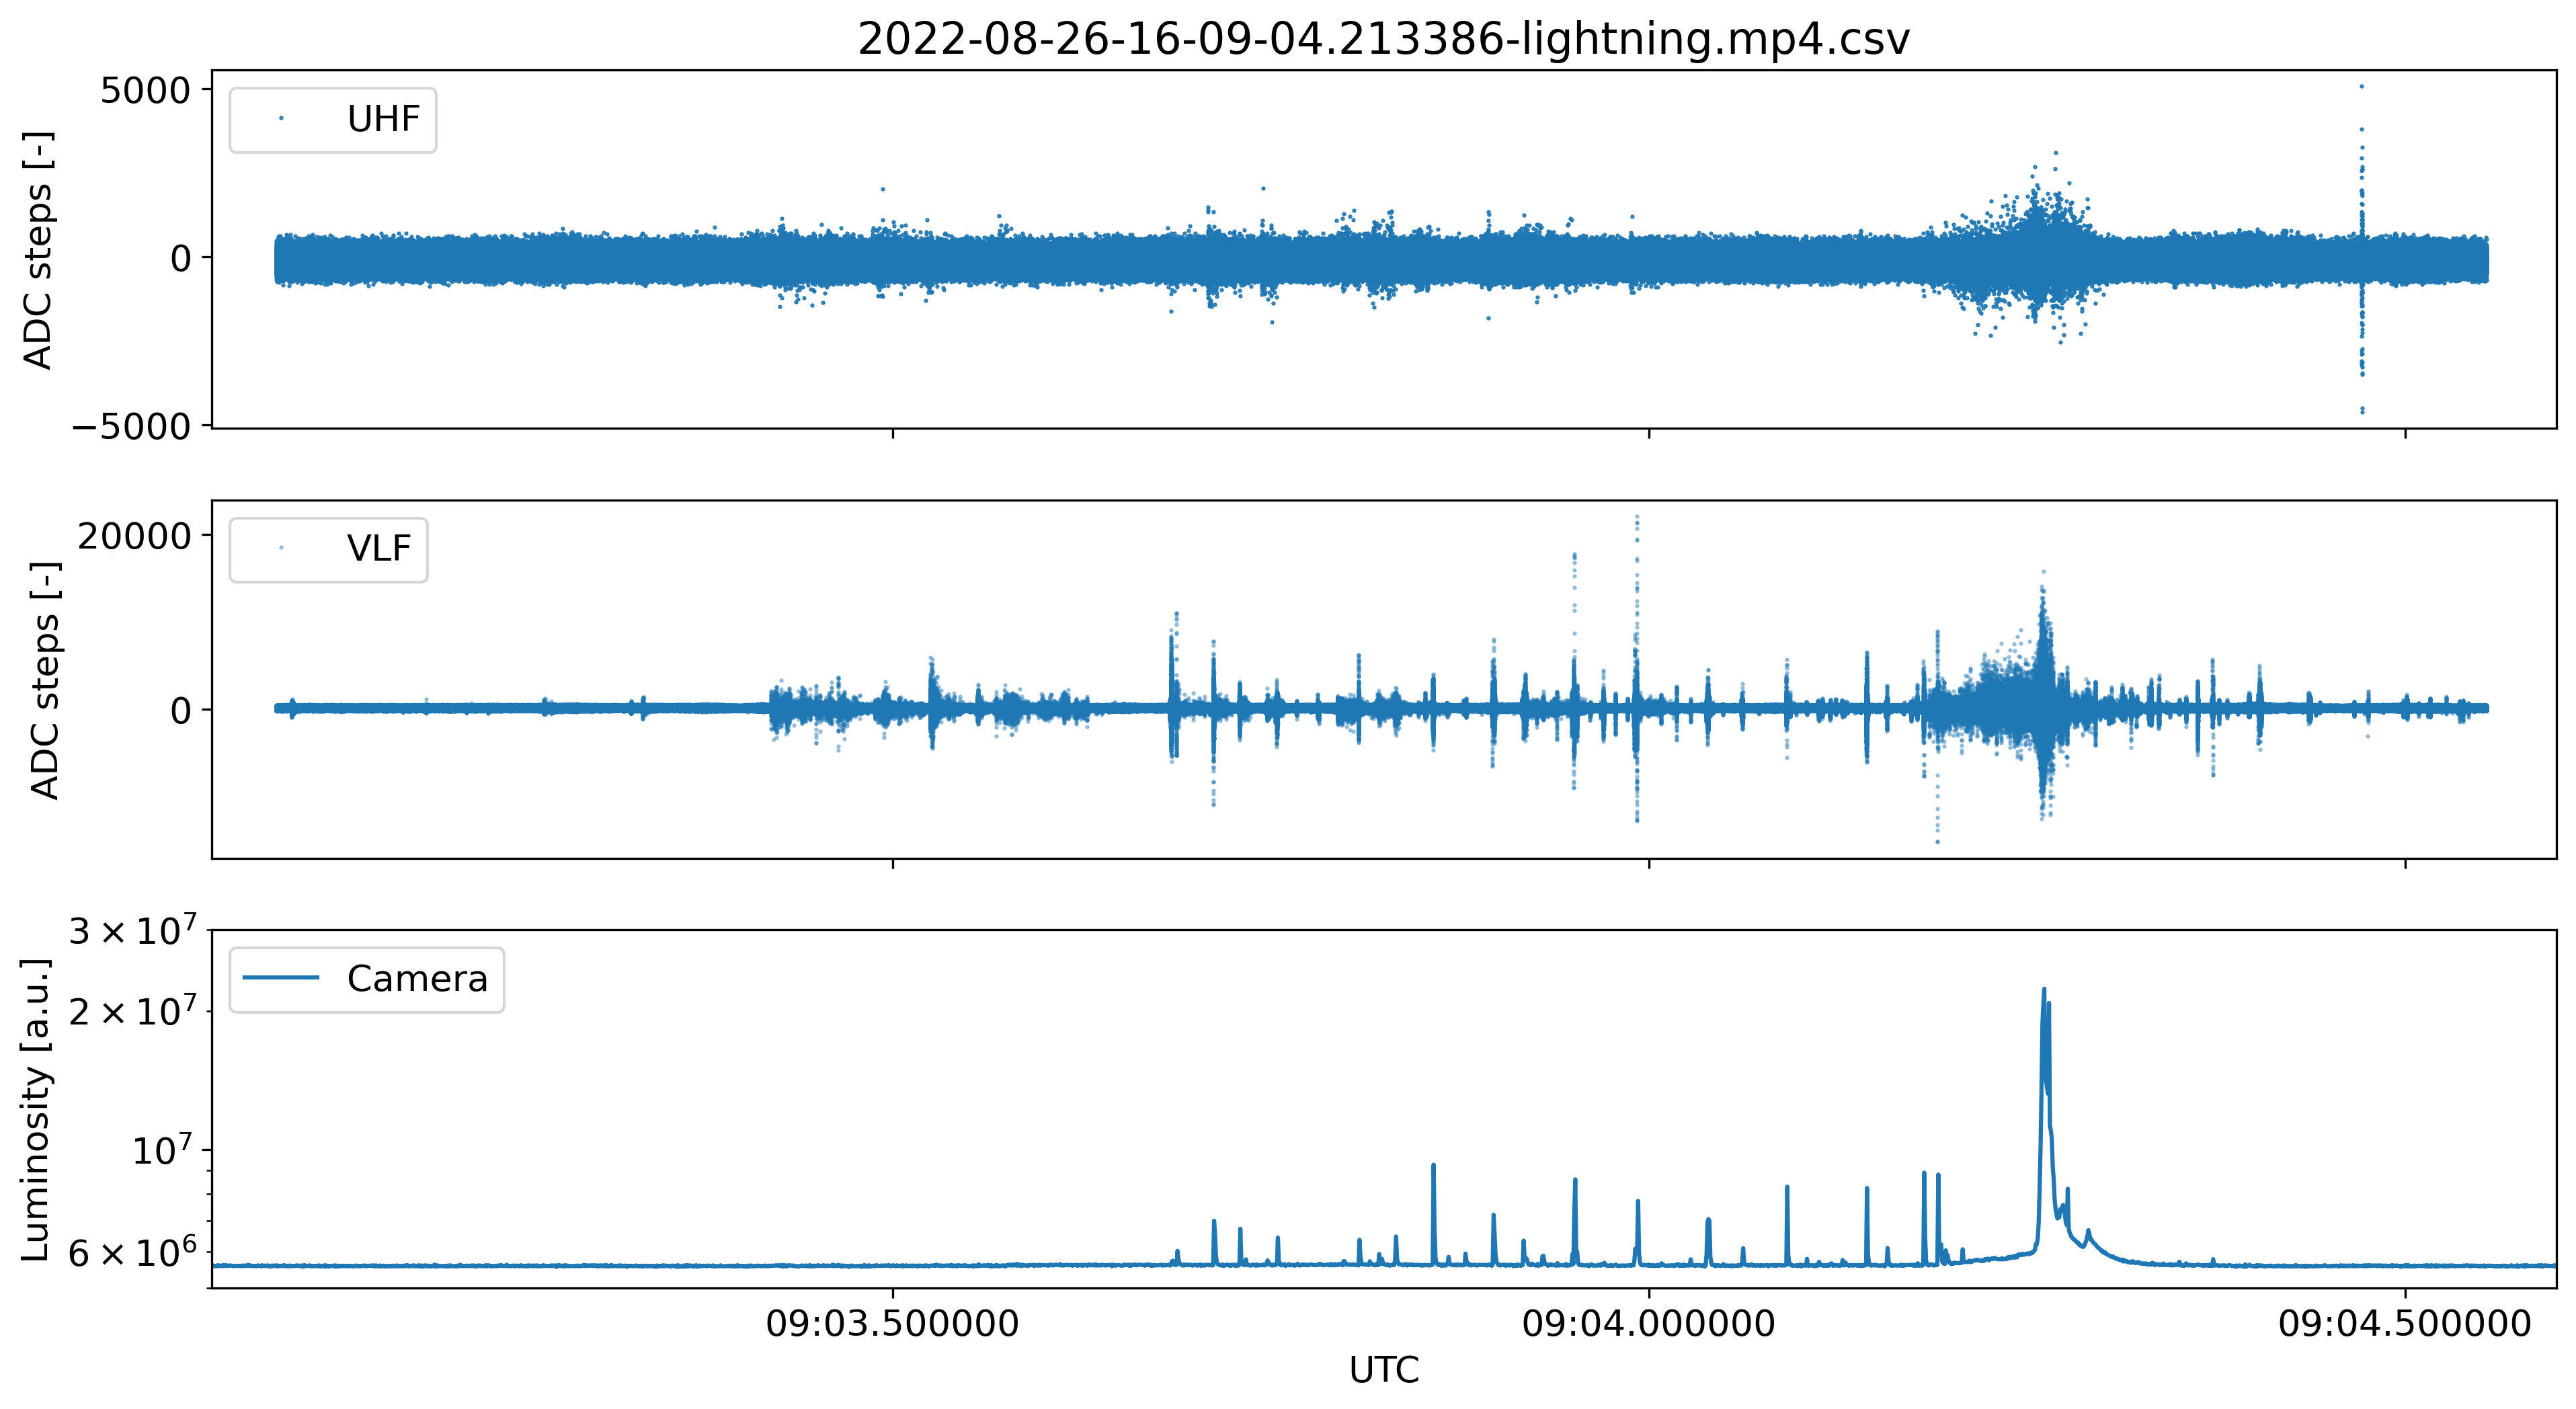 2022-08-26-16-09-04.213386-lightning.mp4.csv
5000
0
−5000
ADC steps [-]
UHF
20000
0
ADC steps [-]
VLF
3 × 10⁷
2 × 10⁷
10⁷
6 × 10⁶
Luminosity [a.u.]
Camera
09:03.500000
09:04.000000
09:04.500000
UTC